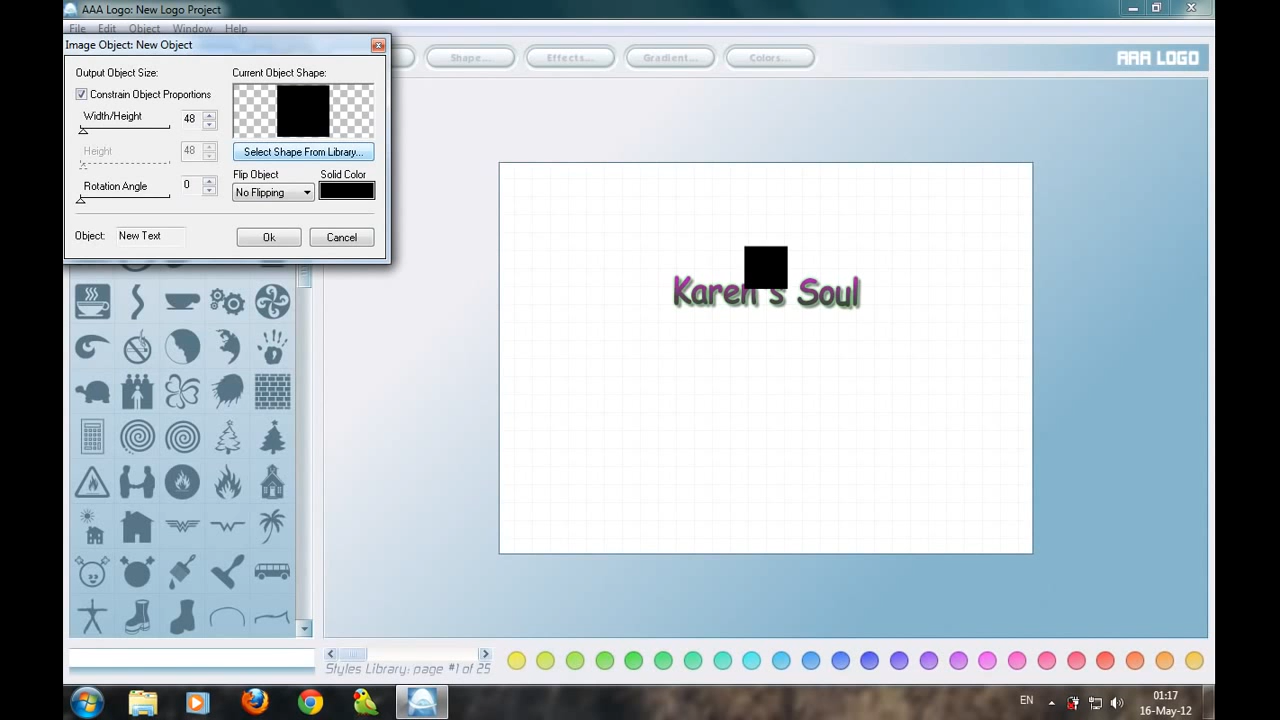 AAA Logo: New Logo Project
File Edit Object Window Help
Image Object: New Object
Shape... Effects... Gradient... Colors... AAA LOGO
Output Object Size: Current Object Shape:
Constrain Object Proportions
Width/Height 48
Height 48
Select Shape From Library...
Flip Object Solid Color
Rotation Angle 0
No Flipping
Object: New Text Ok Cancel
Karen's Soul
Styles Library: page #1 of 25
EN 01:17
16-May-12